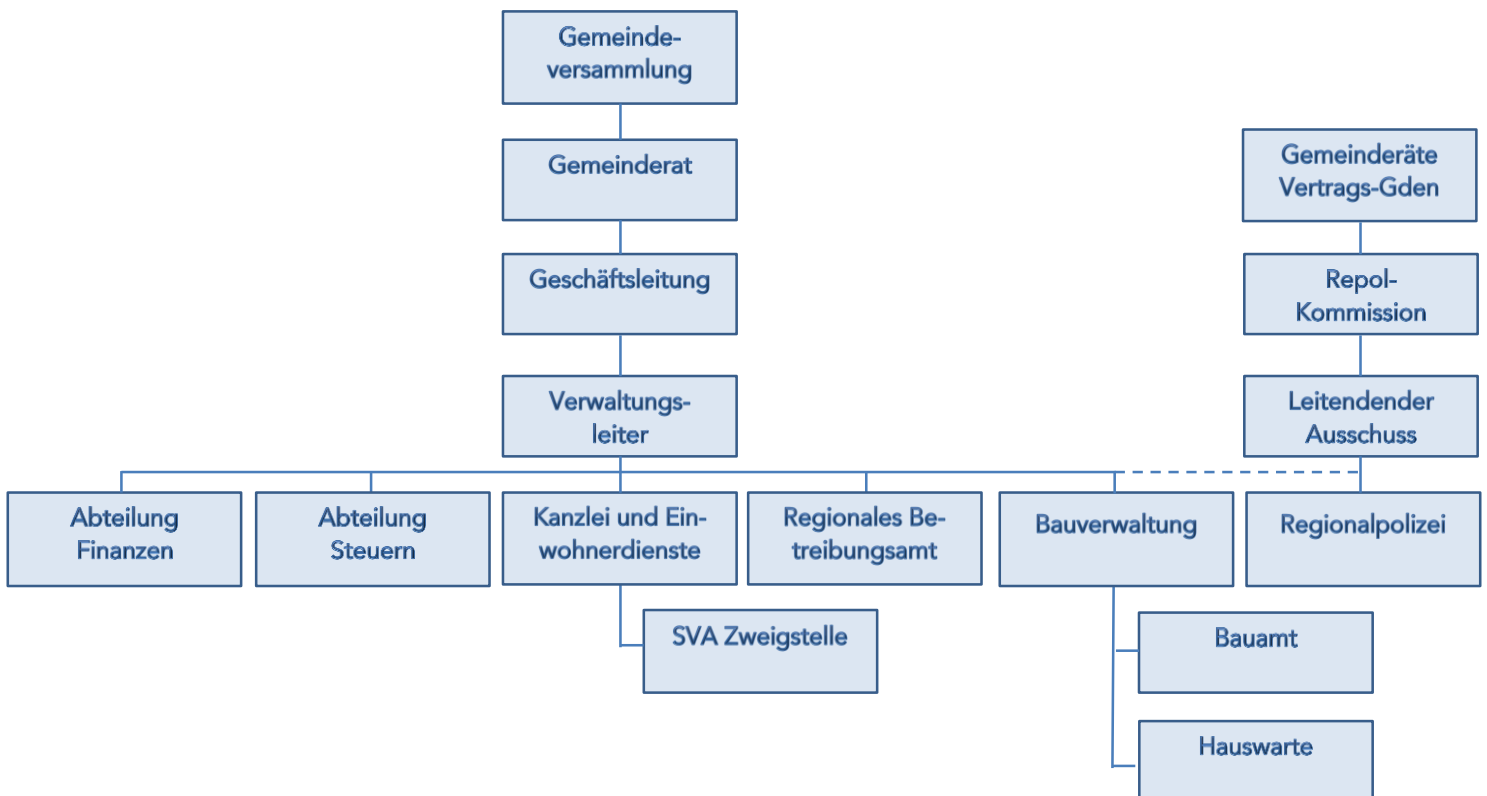 Gemeinde-
versammlung
Gemeinderat
Gemeinderäte
Vertrags-Gden
Geschäftsleitung
Repol-
Kommission
Verwaltungs-
leiter
Leitendender
Ausschuss
Abteilung
Finanzen
Abteilung
Steuern
Kanzlei und Ein-
wohnerdienste
Regionales Be-
treibungsamt
Bauverwaltung
Regionalpolizei
SVA Zweigstelle
Bauamt
Hauswarte